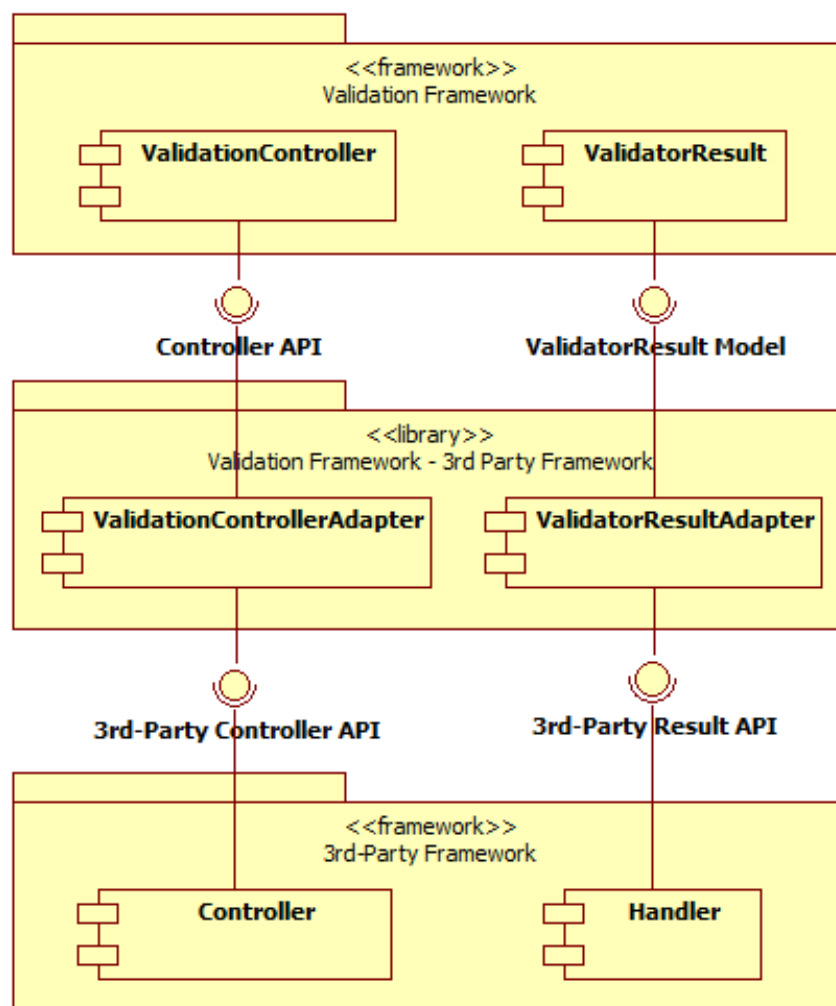 <<framework>>
Validation Framework
ValidationController
ValidatorResult
Controller API
ValidatorResult Model
<<library>>
Validation Framework - 3rd Party Framework
ValidationControllerAdapter
ValidatorResultAdapter
3rd-Party Controller API
3rd-Party Result API
<<framework>>
3rd-Party Framework
Controller
Handler